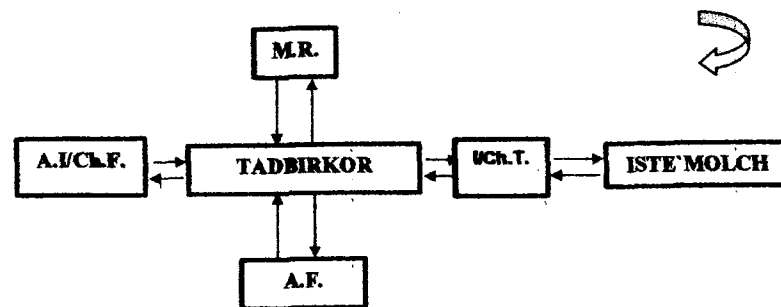 M.R.
A.I/Ch.F.
TADBIRKOR
I/Ch.T.
ISTE`MOLCH
A.F.